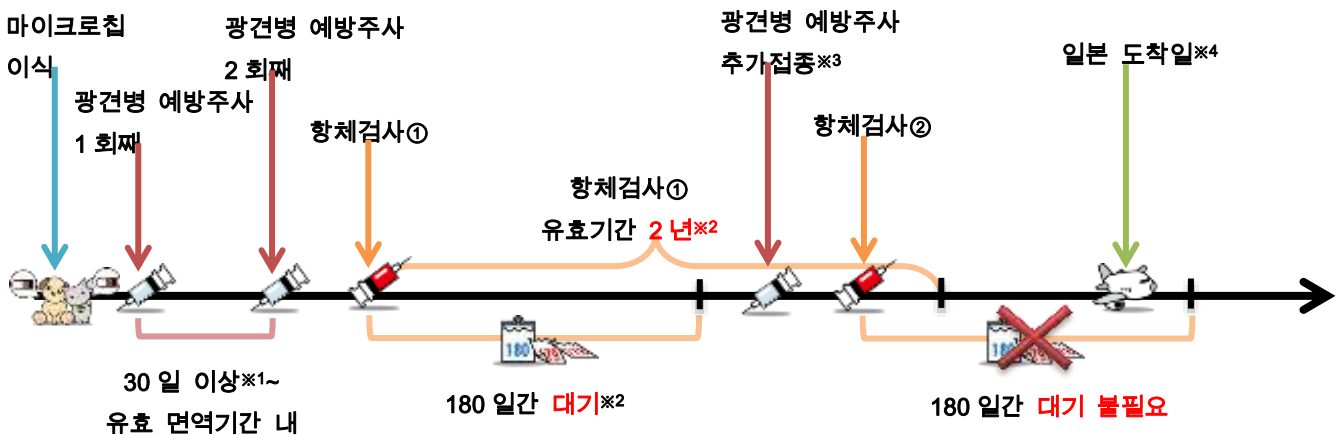 마이크로칩
이식
광견병 예방주사
1 회째
광견병 예방주사
2 회째
항체검사①
항체검사①
유효기간 2 년※2
광견병 예방주사
추가접종※3
항체검사②
일본 도착일※4
30 일 이상※1~
유효 면역기간 내
180
180 일간 대기※2
180
180 일간 대기 불필요